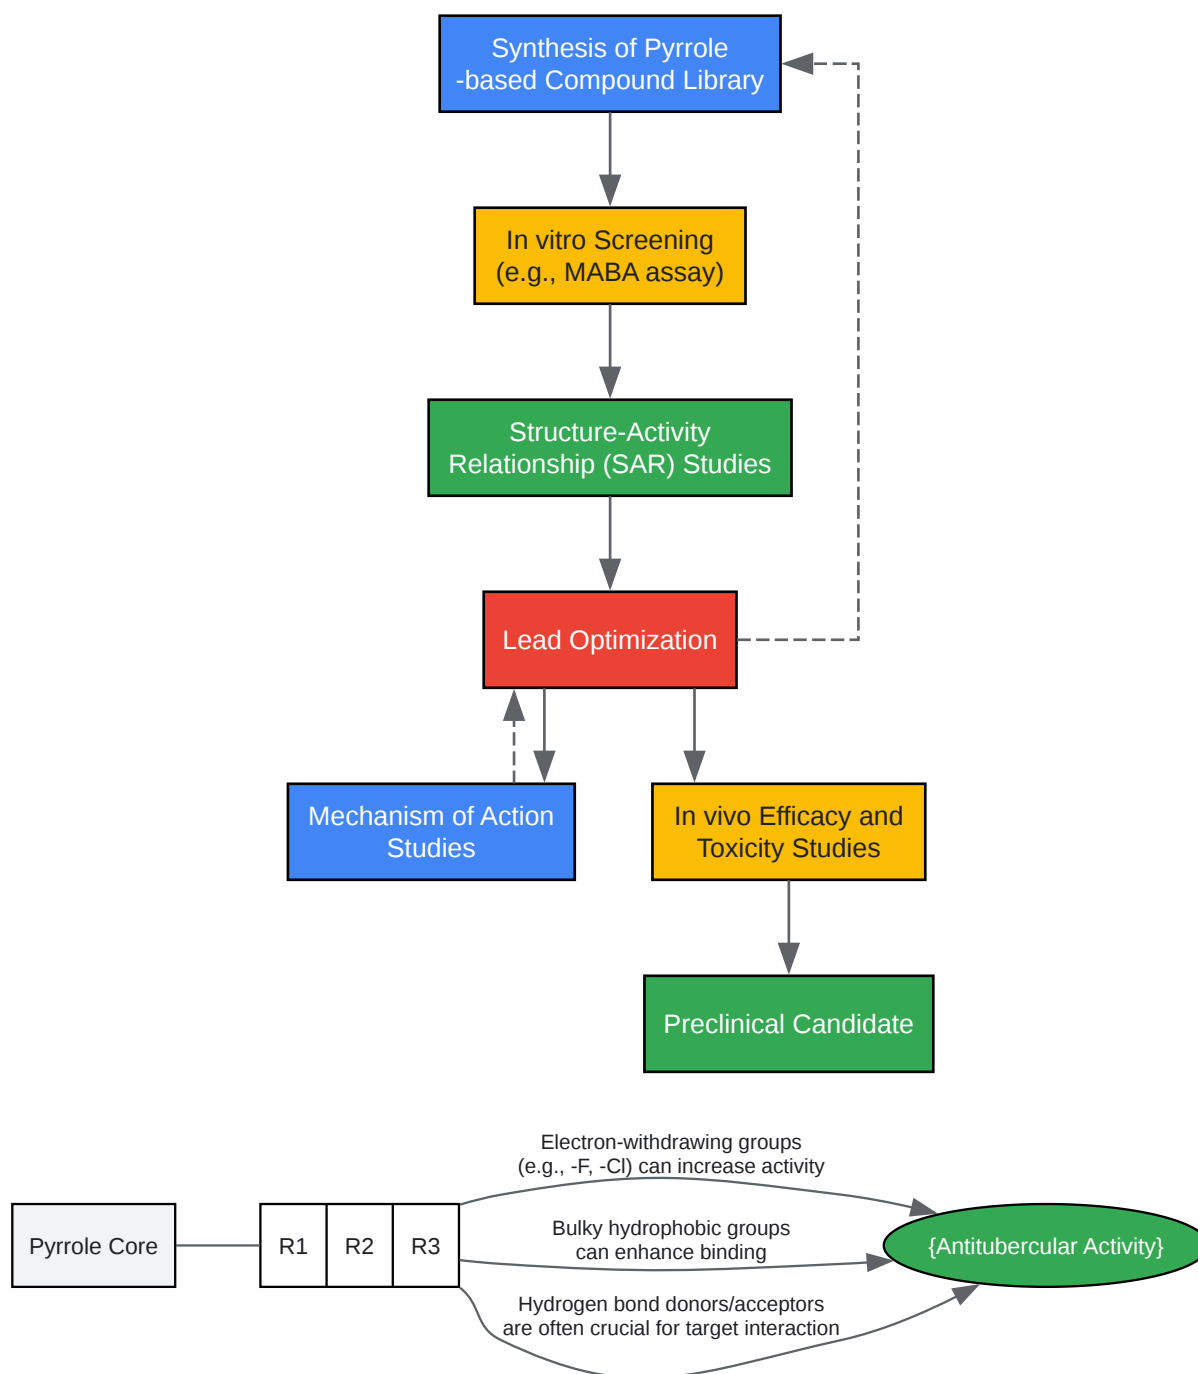 Synthesis of Pyrrole
-based Compound Library
In vitro Screening
(e.g., MABA assay)
Structure-Activity
Relationship (SAR) Studies
Lead Optimization
Mechanism of Action
Studies
In vivo Efficacy and
Toxicity Studies
Preclinical Candidate
Electron-withdrawing groups
(e.g., -F, -Cl) can increase activity
Pyrrole Core
R1
R2
R3
Bulky hydrophobic groups
can enhance binding
{Antitubercular Activity}
Hydrogen bond donors/acceptors
are often crucial for target interaction